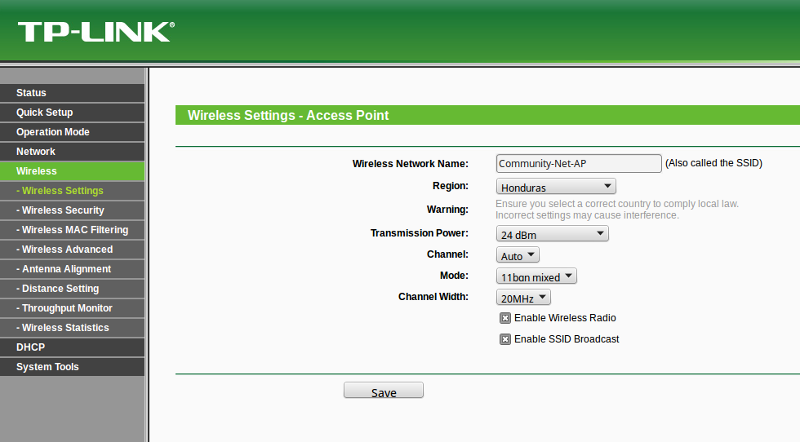 TP-LINK®
Status
Quick Setup
Operation Mode
Network
Wireless
- Wireless Settings
- Wireless Security
- Wireless MAC Filtering
- Wireless Advanced
- Antenna Alignment
- Distance Setting
- Throughput Monitor
- Wireless Statistics
DHCP
System Tools
Wireless Settings - Access Point
Wireless Network Name: Community-Net-AP (Also called the SSID)
Region: Honduras
Warning: Ensure you select a correct country to comply local law.
Incorrect settings may cause interference.
Transmission Power: 24 dBm
Channel: Auto
Mode: 11bgn mixed
Channel Width: 20MHz
Enable Wireless Radio
Enable SSID Broadcast
Save